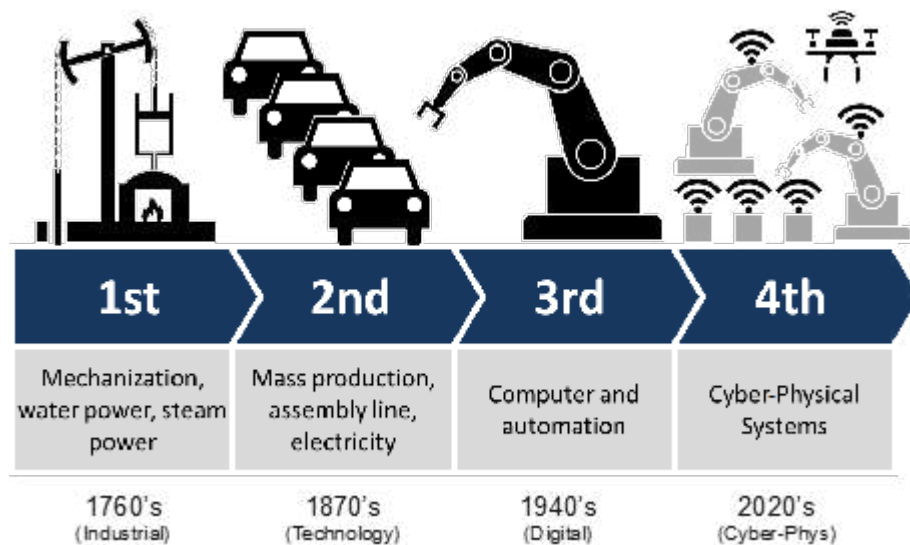 1st
2nd
3rd
4th
Mechanization,
water power, steam
power
Mass production,
assembly line,
electricity
Computer and
automation
Cyber-Physical
Systems
1760's
(Industrial)
1870's
(Technology)
1940's
(Digital)
2020's
(Cyber-Phys)